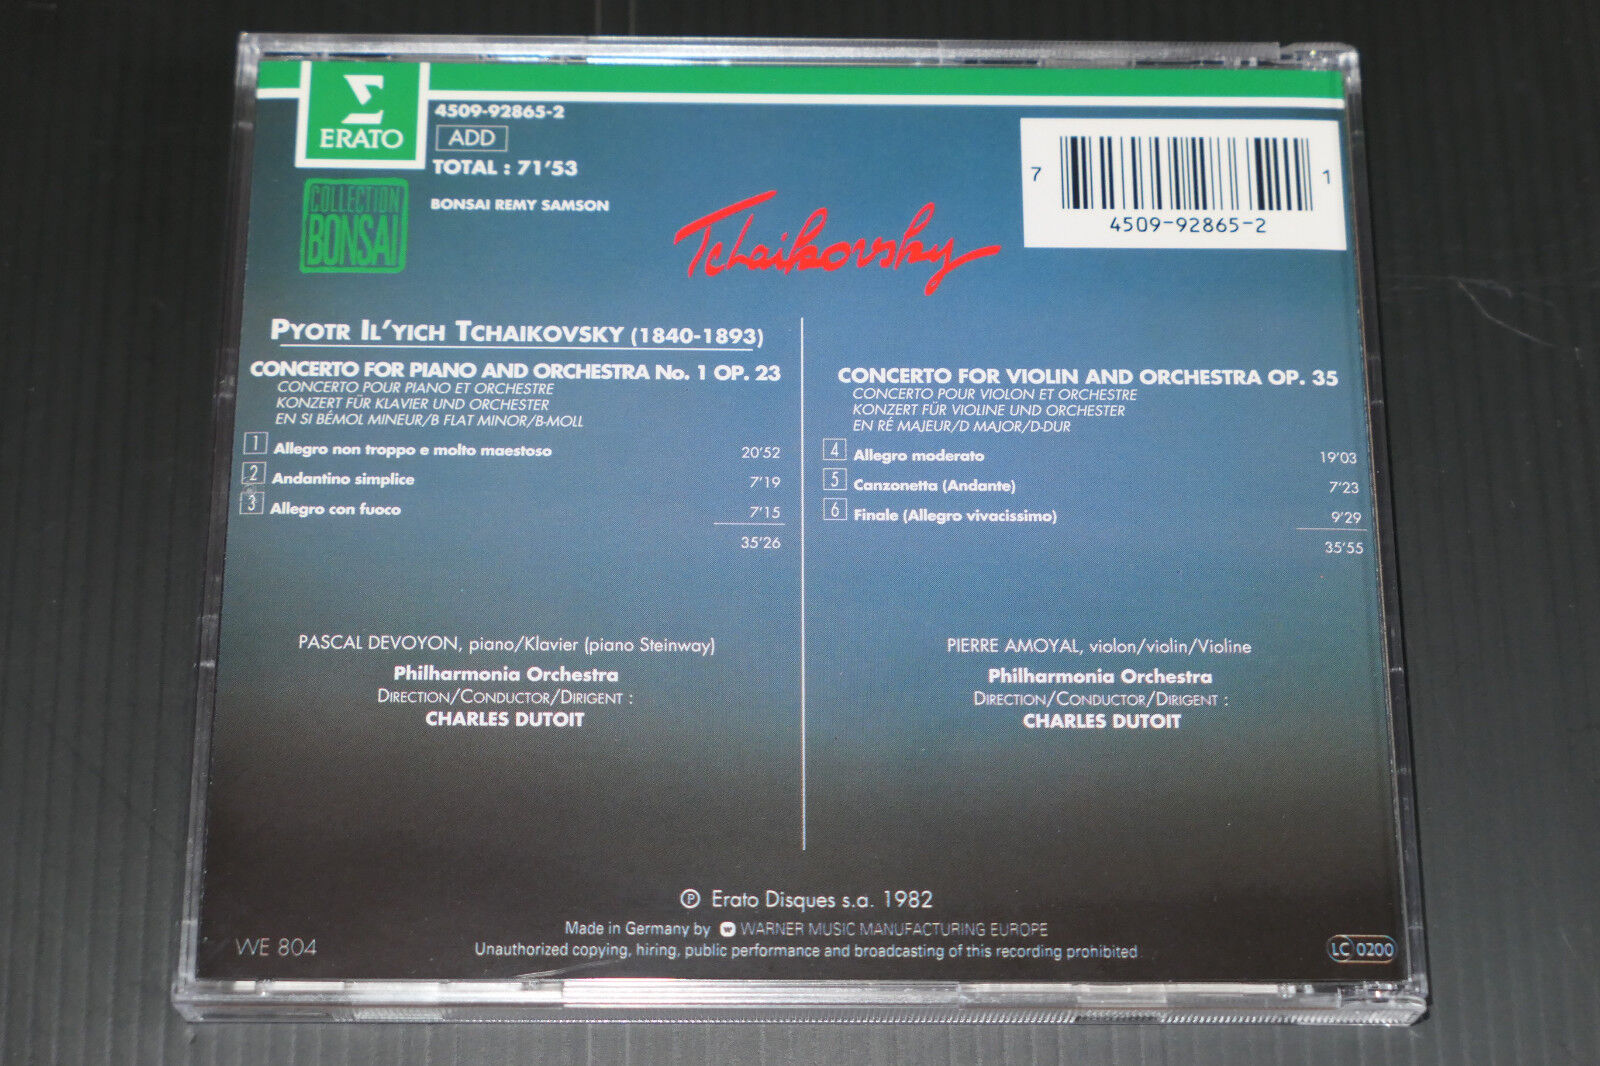 ERATO
4509-92865-2
ADD
TOTAL : 71'53
COLLECTION
BONSAI
BONSAI REMY SAMSON
Tchaikovsky
7 1
4509-92865-2
PYOTR IL'YICH TCHAIKOVSKY (1840-1893)
CONCERTO FOR PIANO AND ORCHESTRA No. 1 OP. 23
CONCERTO POUR PIANO ET ORCHESTRE
KONZERT FÜR KLAVIER UND ORCHESTER
EN SI BÉMOL MINEUR/B FLAT MINOR/B-MOLL
1 Allegro non troppo e molto maestoso 20'52
2 Andantino simplice 7'19
3 Allegro con fuoco 7'15
35'26
PASCAL DEVOYON, piano/Klavier (piano Steinway)
Philharmonia Orchestra
DIRECTION/CONDUCTOR/DIRIGENT :
CHARLES DUTOIT
CONCERTO FOR VIOLIN AND ORCHESTRA OP. 35
CONCERTO POUR VIOLON ET ORCHESTRE
KONZERT FÜR VIOLINE UND ORCHESTER
EN RÉ MAJEUR/D MAJOR/D-DUR
4 Allegro moderato 19'03
5 Canzonetta (Andante) 7'23
6 Finale (Allegro vivacissimo) 9'29
35'55
PIERRE AMOYAL, violon/violin/Violine
Philharmonia Orchestra
DIRECTION/CONDUCTOR/DIRIGENT :
CHARLES DUTOIT
Ⓟ Erato Disques s.a. 1982
Made in Germany by WARNER MUSIC MANUFACTURING EUROPE
Unauthorized copying, hiring, public performance and broadcasting of this recording prohibited
WE 804
LC 0200